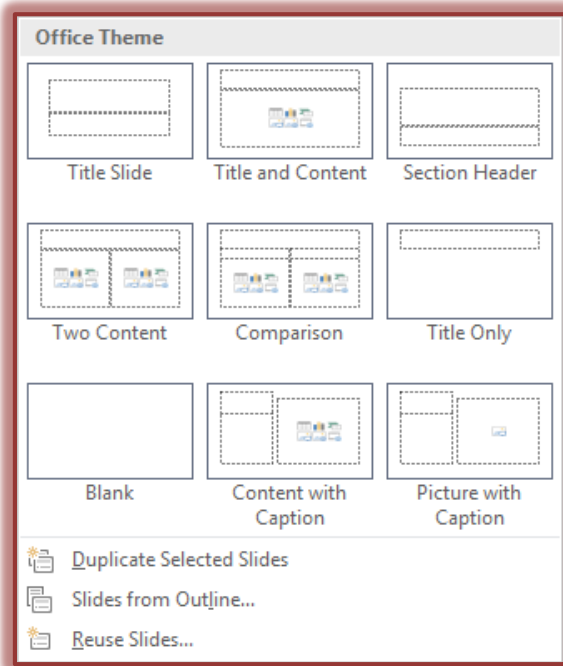 Office Theme
Title Slide
Title and Content
Section Header
Two Content
Comparison
Title Only
Blank
Content with
Caption
Picture with
Caption
Duplicate Selected Slides
Slides from Outline...
Reuse Slides...